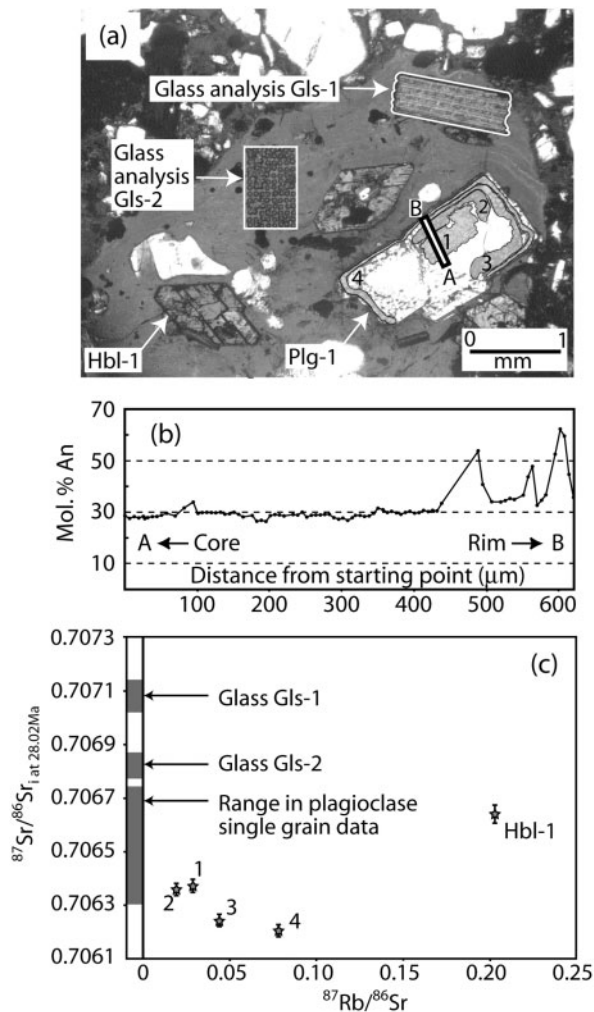 (a)
Glass analysis Gls-1
Glass
analysis
Gls-2
B
2
1
A
3
4
Hbl-1
Plg-1
0 1
mm
(b)
Mol. % An
70
50
30
10
A Core
Rim B
Distance from starting point (μm)
100 200 300 400 500 600
(c)
87Sr/86Sr i at 28.02Ma
0.7073
0.7071
0.7069
0.7067
0.7065
0.7063
0.7061
Glass Gls-1
Glass Gls-2
Range in plagioclase
single grain data
Hbl-1
1
2
3
4
0 0.05 0.10 0.15 0.20 0.25
87Rb/86Sr